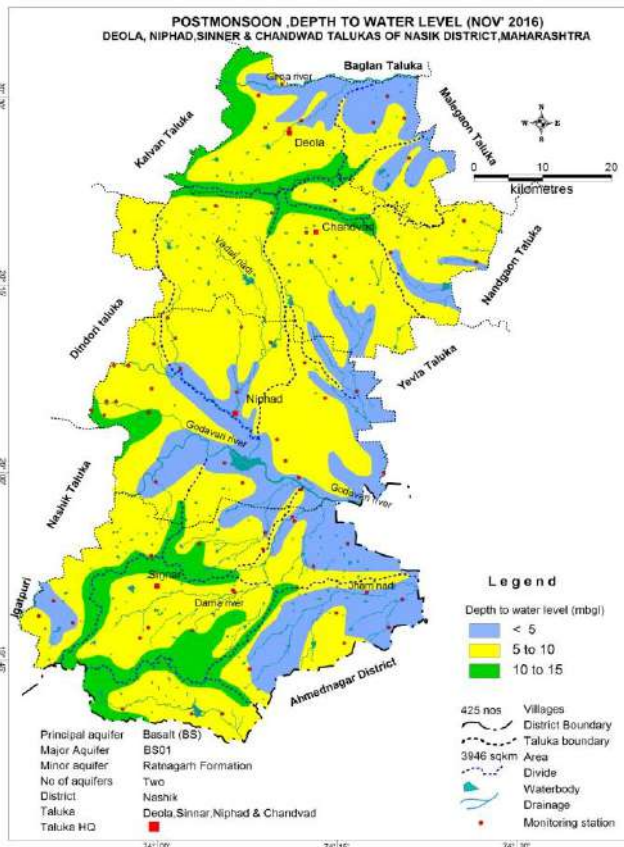 POSTMONSOON ,DEPTH TO WATER LEVEL (NOV' 2016)
DEOLA, NIPHAD,SINNER & CHANDWAD TALUKAS OF NASIK DISTRICT,MAHARASHTRA
Baglan Taluka
Girna river
Kalvan Taluka
Malegaon Taluka
N
W E
S
Deola
0 10 20
kilometres
Chandvad
Vadali nadi
Nandgaon Taluka
Dindori taluka
Yevla Taluka
Niphad
Godavari river
Godavari river
Nashik Taluka
Sinnar
Jham nadi
Darna river
Igatpuri
Ahmednagar District
Legend
Depth to water level (mbgl)
< 5
5 to 10
10 to 15
425 nos Villages
District Boundary
Taluka boundary
3946 sqkm Area
Divide
Waterbody
Drainage
Monitoring station
Principal aquifer Basalt (BS)
Major Aquifer BS01
Minor aquifer Ratnagarh Formation
No of aquifers Two
District Nashik
Taluka Deola,Sinnar,Niphad & Chandvad
Taluka HQ